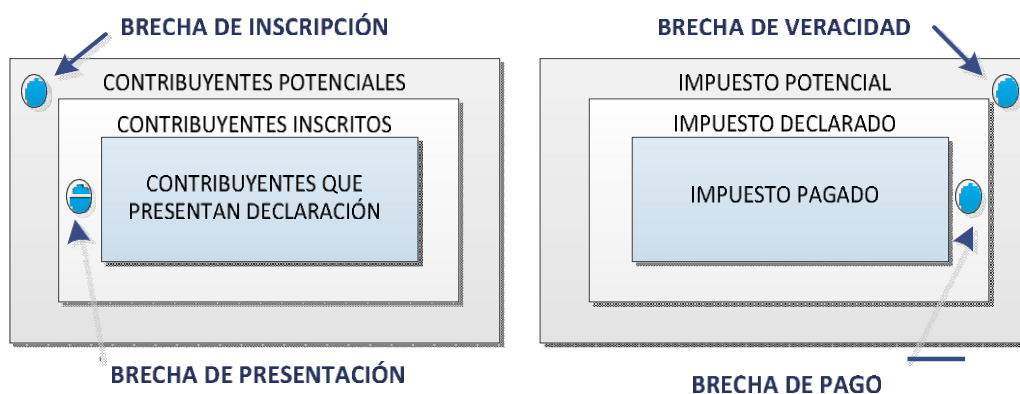 BRECHA DE INSCRIPCIÓN
CONTRIBUYENTES POTENCIALES
CONTRIBUYENTES INSCRITOS
CONTRIBUYENTES QUE
PRESENTAN DECLARACIÓN
BRECHA DE PRESENTACIÓN
BRECHA DE VERACIDAD
IMPUESTO POTENCIAL
IMPUESTO DECLARADO
IMPUESTO PAGADO
BRECHA DE PAGO